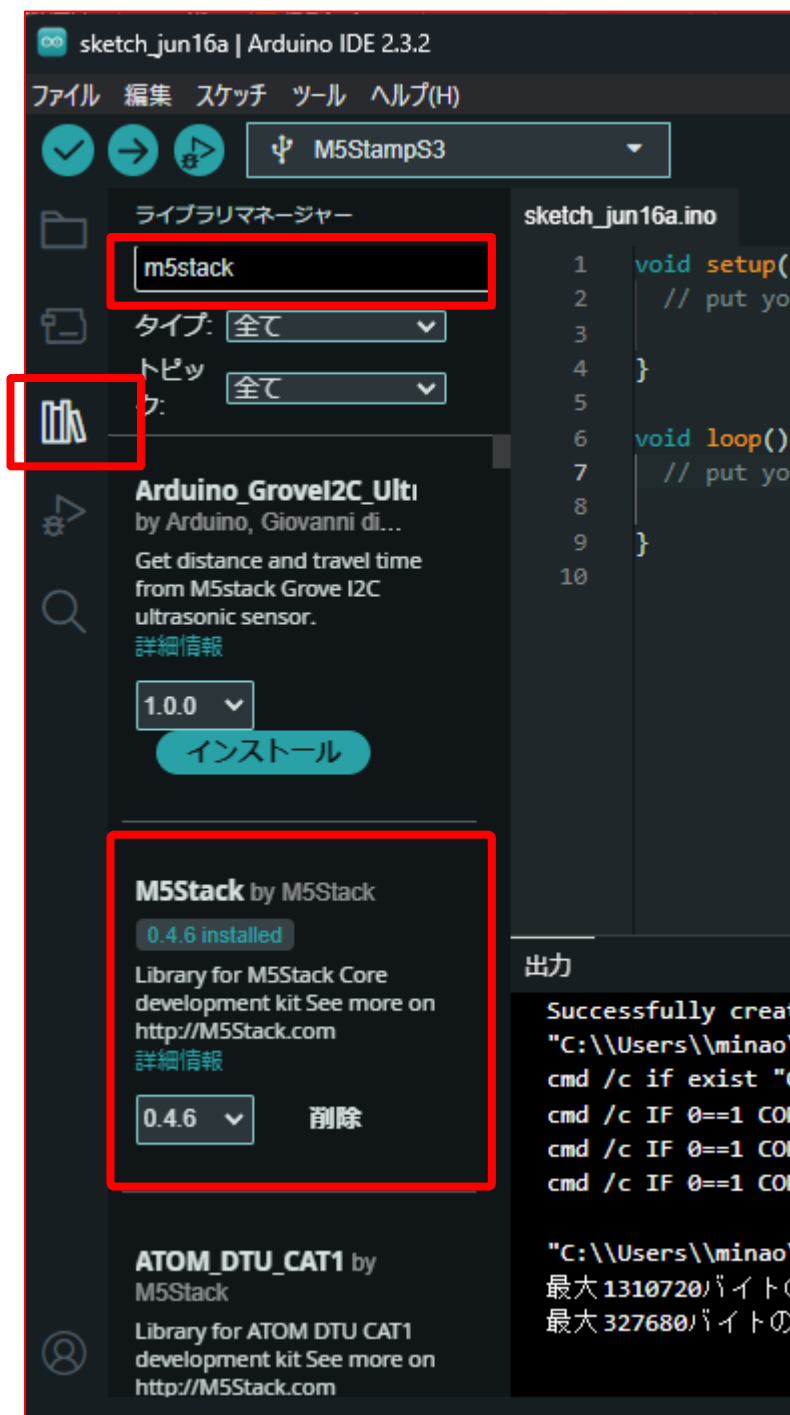 sketch_jun16a | Arduino IDE 2.3.2
ファイル 編集 スケッチ ツール ヘルプ(H)
M5StampS3
ライブラリマネージャー
m5stack
タイプ: 全て
トピック: 全て
Arduino_GroveI2C_Ultr
by Arduino, Giovanni di...
Get distance and travel time
from M5stack Grove I2C
ultrasonic sensor.
詳細情報
1.0.0
インストール
M5Stack by M5Stack
0.4.6 installed
Library for M5Stack Core
development kit See more on
http://M5Stack.com
詳細情報
0.4.6 削除
ATOM_DTU_CAT1 by
M5Stack
Library for ATOM DTU CAT1
development kit See more on
http://M5Stack.com
sketch_jun16a.ino
1 void setup(
2 // put yo
3
4 }
5
6 void loop()
7 // put yo
8
9 }
10
出力
Successfully creat
"C:\\Users\\minao\
cmd /c if exist "C
cmd /c IF 0==1 CO
cmd /c IF 0==1 CO
cmd /c IF 0==1 CO
"C:\\Users\\minao\
最大1310720バイトの
最大327680バイトの